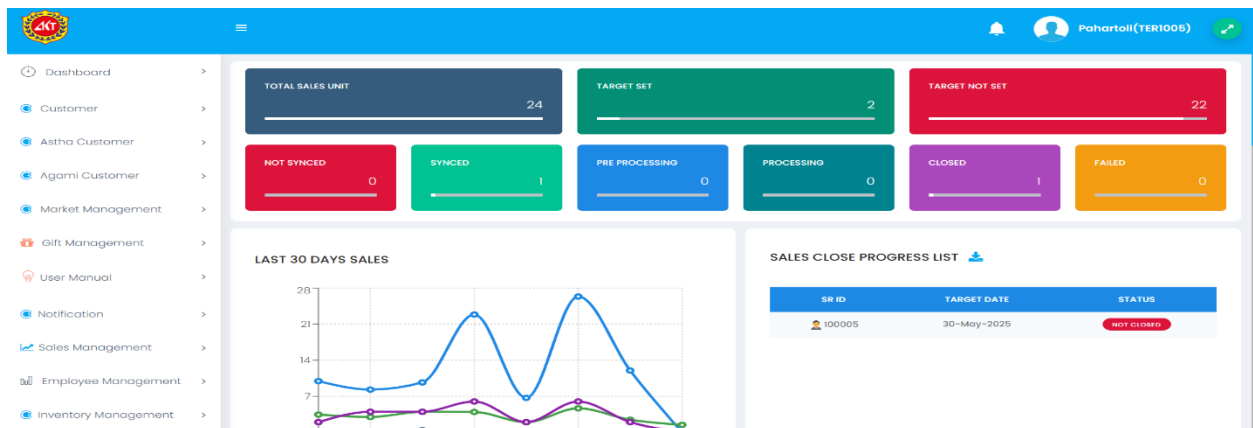 AKT
Pahartoli(TER1005)
Dashboard
Customer
Astha Customer
Agami Customer
Market Management
Gift Management
User Manual
Notification
Sales Management
Employee Management
Inventory Management
TOTAL SALES UNIT
24
TARGET SET
2
TARGET NOT SET
22
NOT SYNCED
0
SYNCED
1
PRE PROCESSING
0
PROCESSING
0
CLOSED
1
FAILED
0
LAST 30 DAYS SALES
28
21
14
7
SALES CLOSE PROGRESS LIST
SR ID TARGET DATE STATUS
100005 30-May-2025 NOT CLOSED